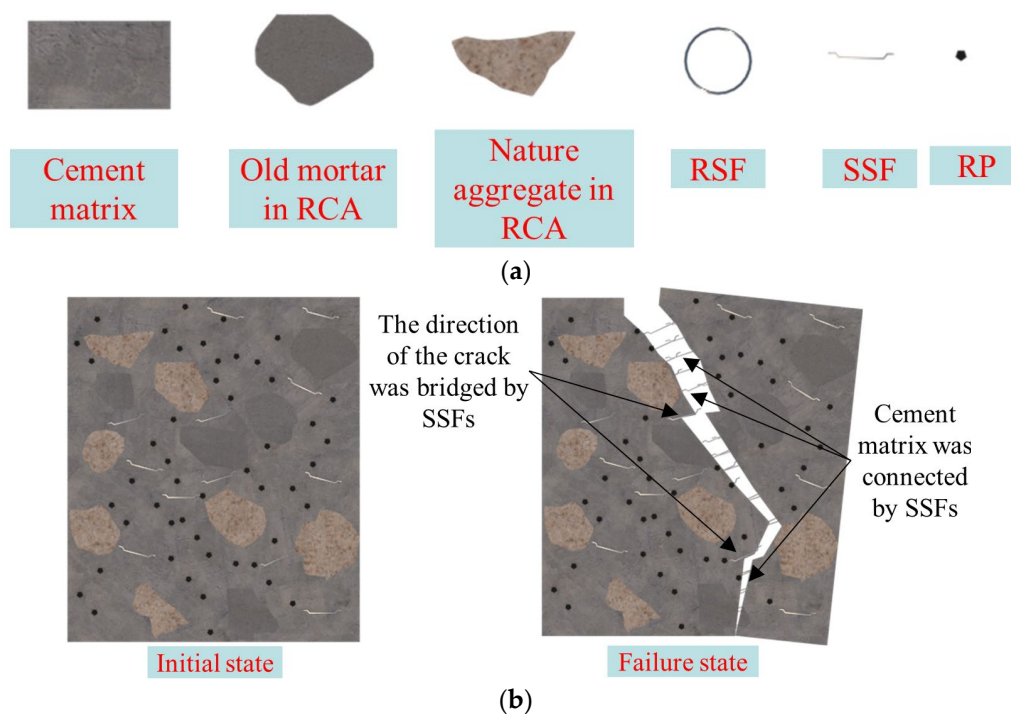 Cement
matrix
Old mortar
in RCA
Nature
aggregate in
RCA
RSF
SSF
RP
(a)
The direction
of the crack
was bridged by
SSFs
Cement
matrix was
connected
by SSFs
Initial state
Failure state
(b)